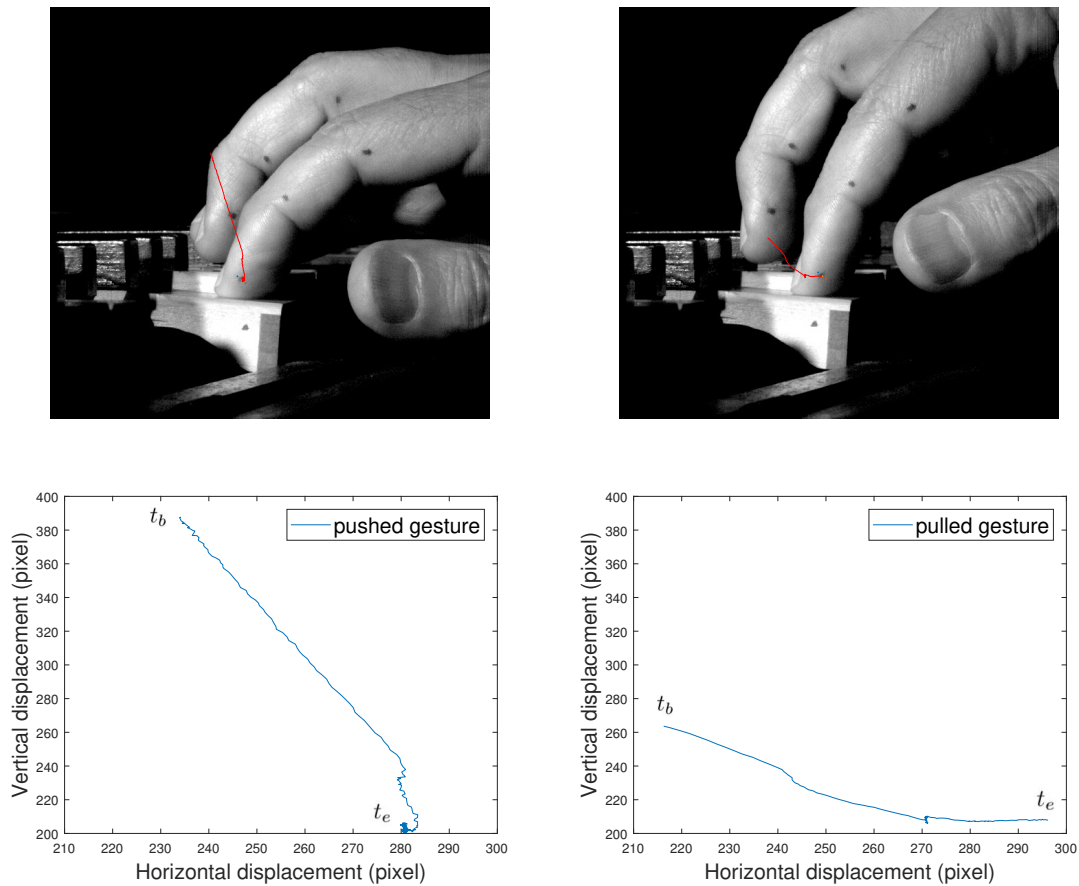 400
380
360
340
320
300
280
260
240
220
200
210 220 230 240 250 260 270 280 290 300
Vertical displacement (pixel)
Horizontal displacement (pixel)
pushed gesture
t_b
t_e
400
380
360
340
320
300
280
260
240
220
200
210 220 230 240 250 260 270 280 290 300
Vertical displacement (pixel)
Horizontal displacement (pixel)
pulled gesture
t_b
t_e